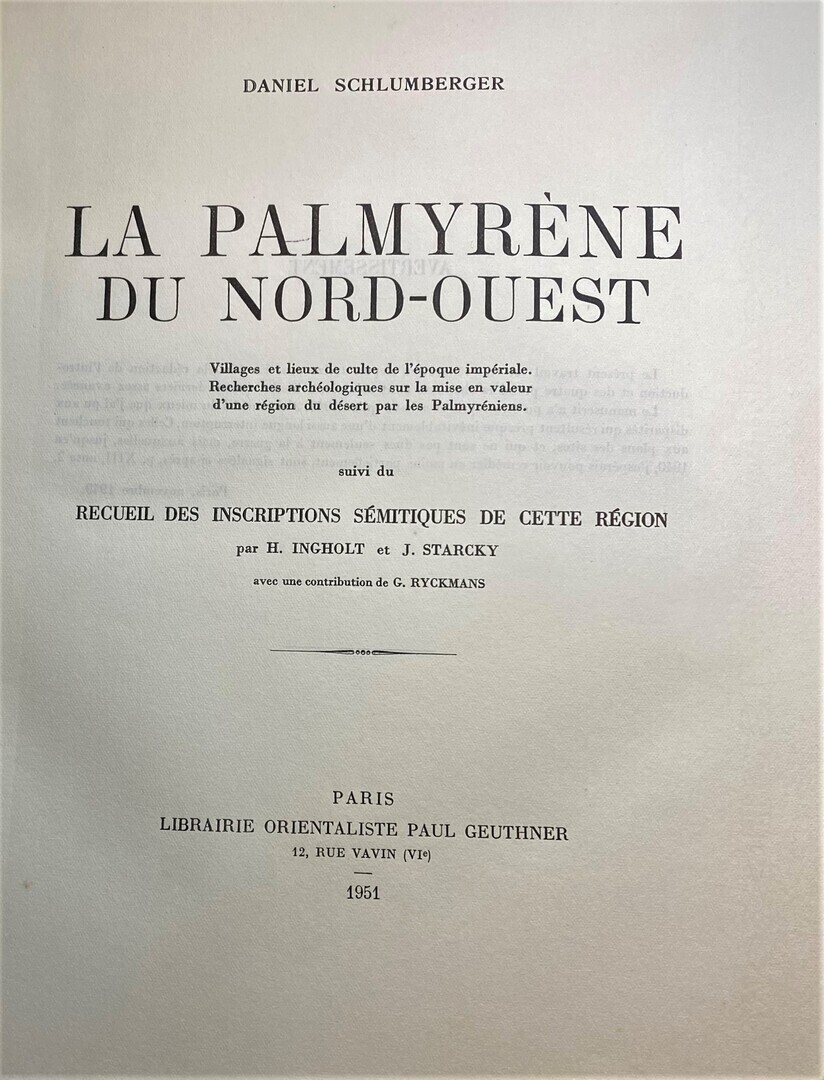 DANIEL SCHLUMBERGER
LA PALMYRÈNE
DU NORD-OUEST
Villages et lieux de culte de l'époque impériale.
Recherches archéologiques sur la mise en valeur
d'une région du désert par les Palmyréniens.
suivi du
RECUEIL DES INSCRIPTIONS SÉMITIQUES DE CETTE RÉGION
par H. INGHOLT et J. STARCKY
avec une contribution de G. RYCKMANS
PARIS
LIBRAIRIE ORIENTALISTE PAUL GEUTHNER
12, RUE VAVIN (VIe)
1951